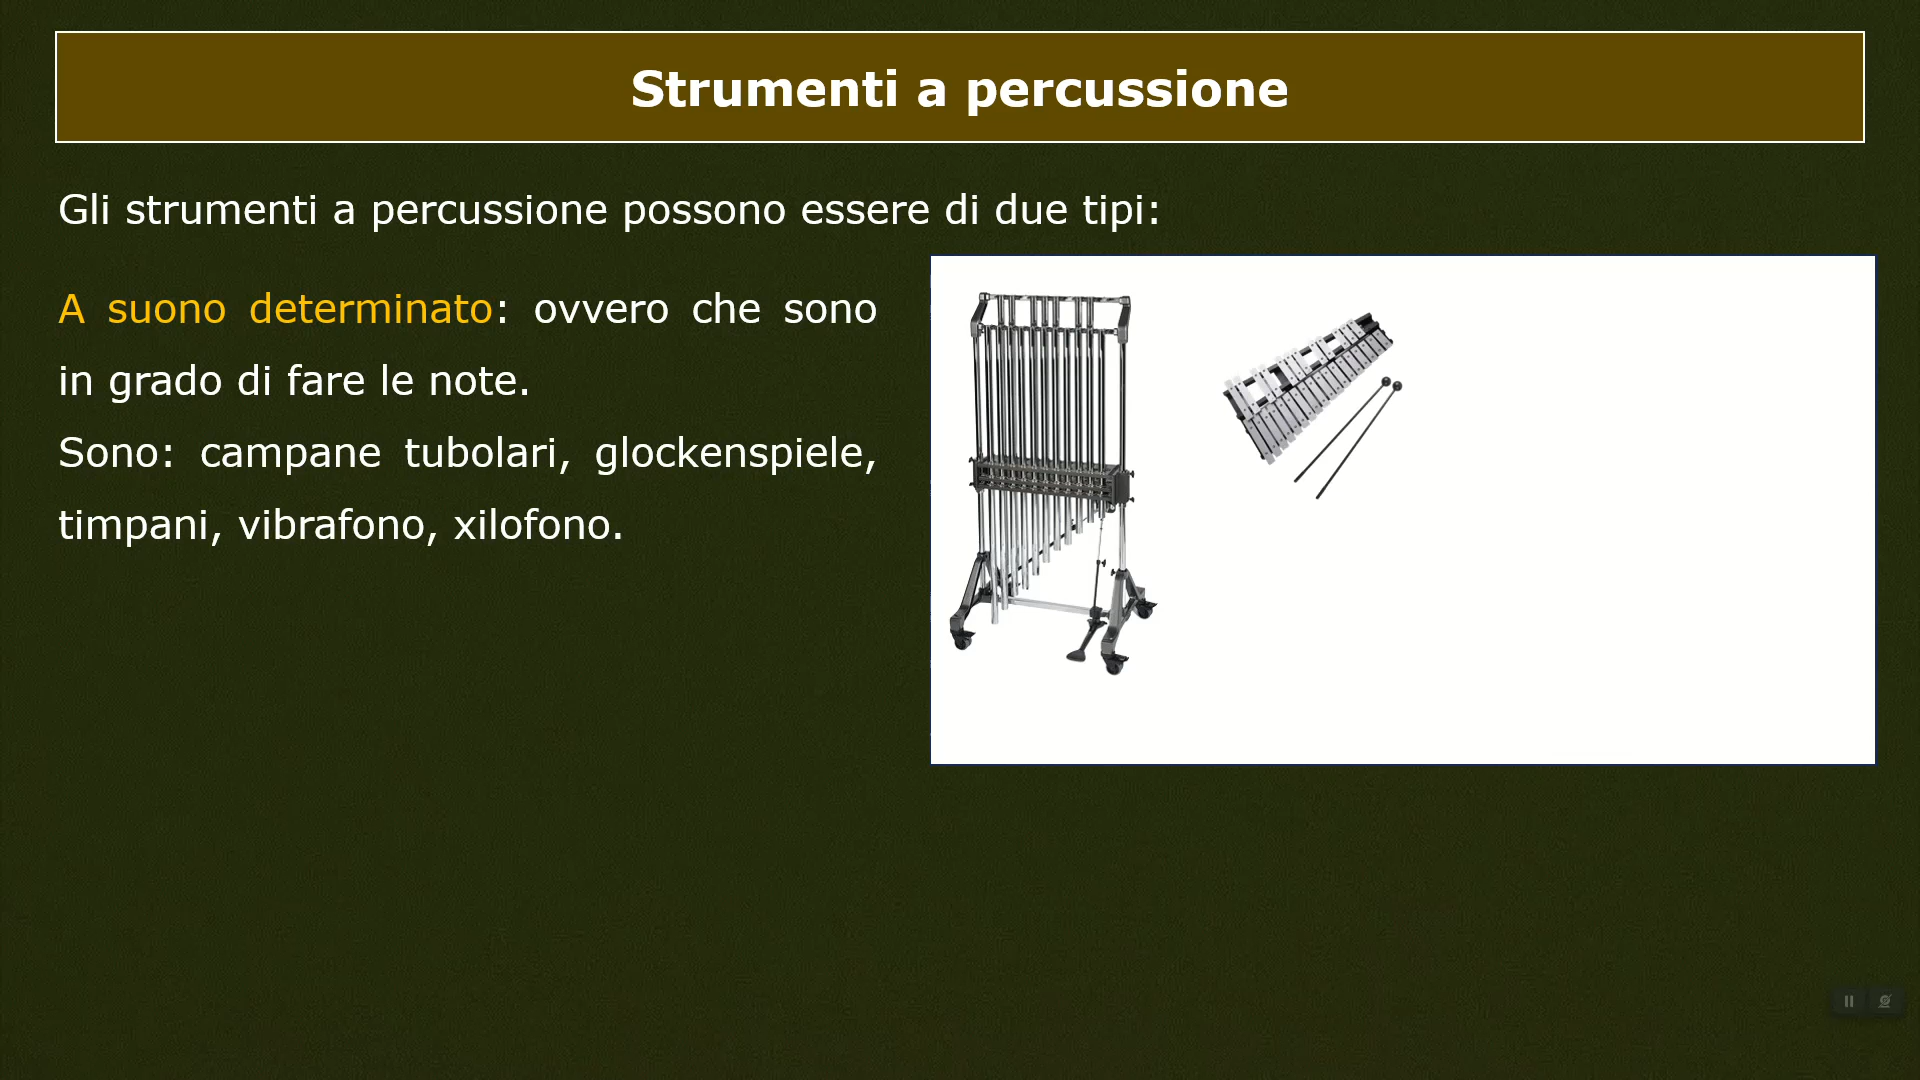 Strumenti a percussione
Gli strumenti a percussione possono essere di due tipi:
A suono determinato: ovvero che sono
in grado di fare le note.
Sono: campane tubolari, glockenspiele,
timpani, vibrafono, xilofono.